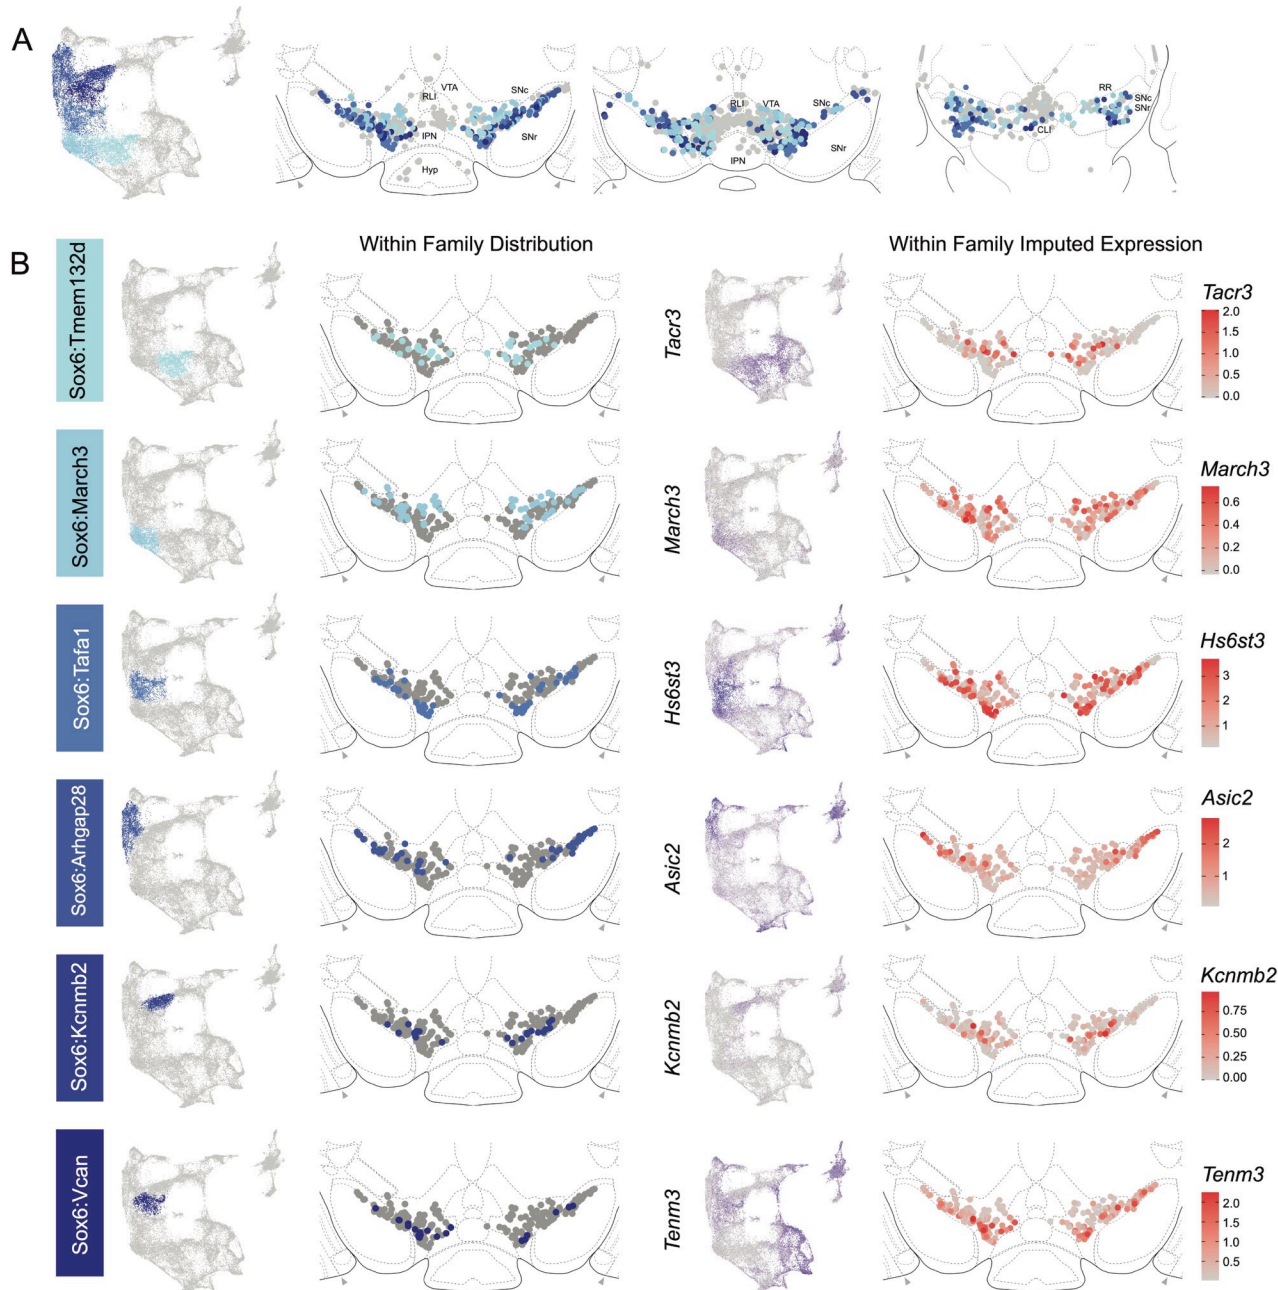 A
RLI
VTA
SNc
IPN
SNr
Hyp
RLI
VTA
SNc
SNr
IPN
RR
SNc
SNr
CLI
B
Within Family Distribution
Within Family Imputed Expression
Sox6:Tmem132d
Tacr3
Tacr3
2.0
1.5
1.0
0.5
0.0
Sox6:March3
March3
March3
0.6
0.4
0.2
0.0
Sox6:Tafa1
Hs6st3
Hs6st3
3
2
1
Sox6:Arhgap28
Asic2
Asic2
2
1
Sox6:Kcnmb2
Kcnmb2
Kcnmb2
0.75
0.50
0.25
0.00
Sox6:Vcan
Tenm3
Tenm3
2.0
1.5
1.0
0.5